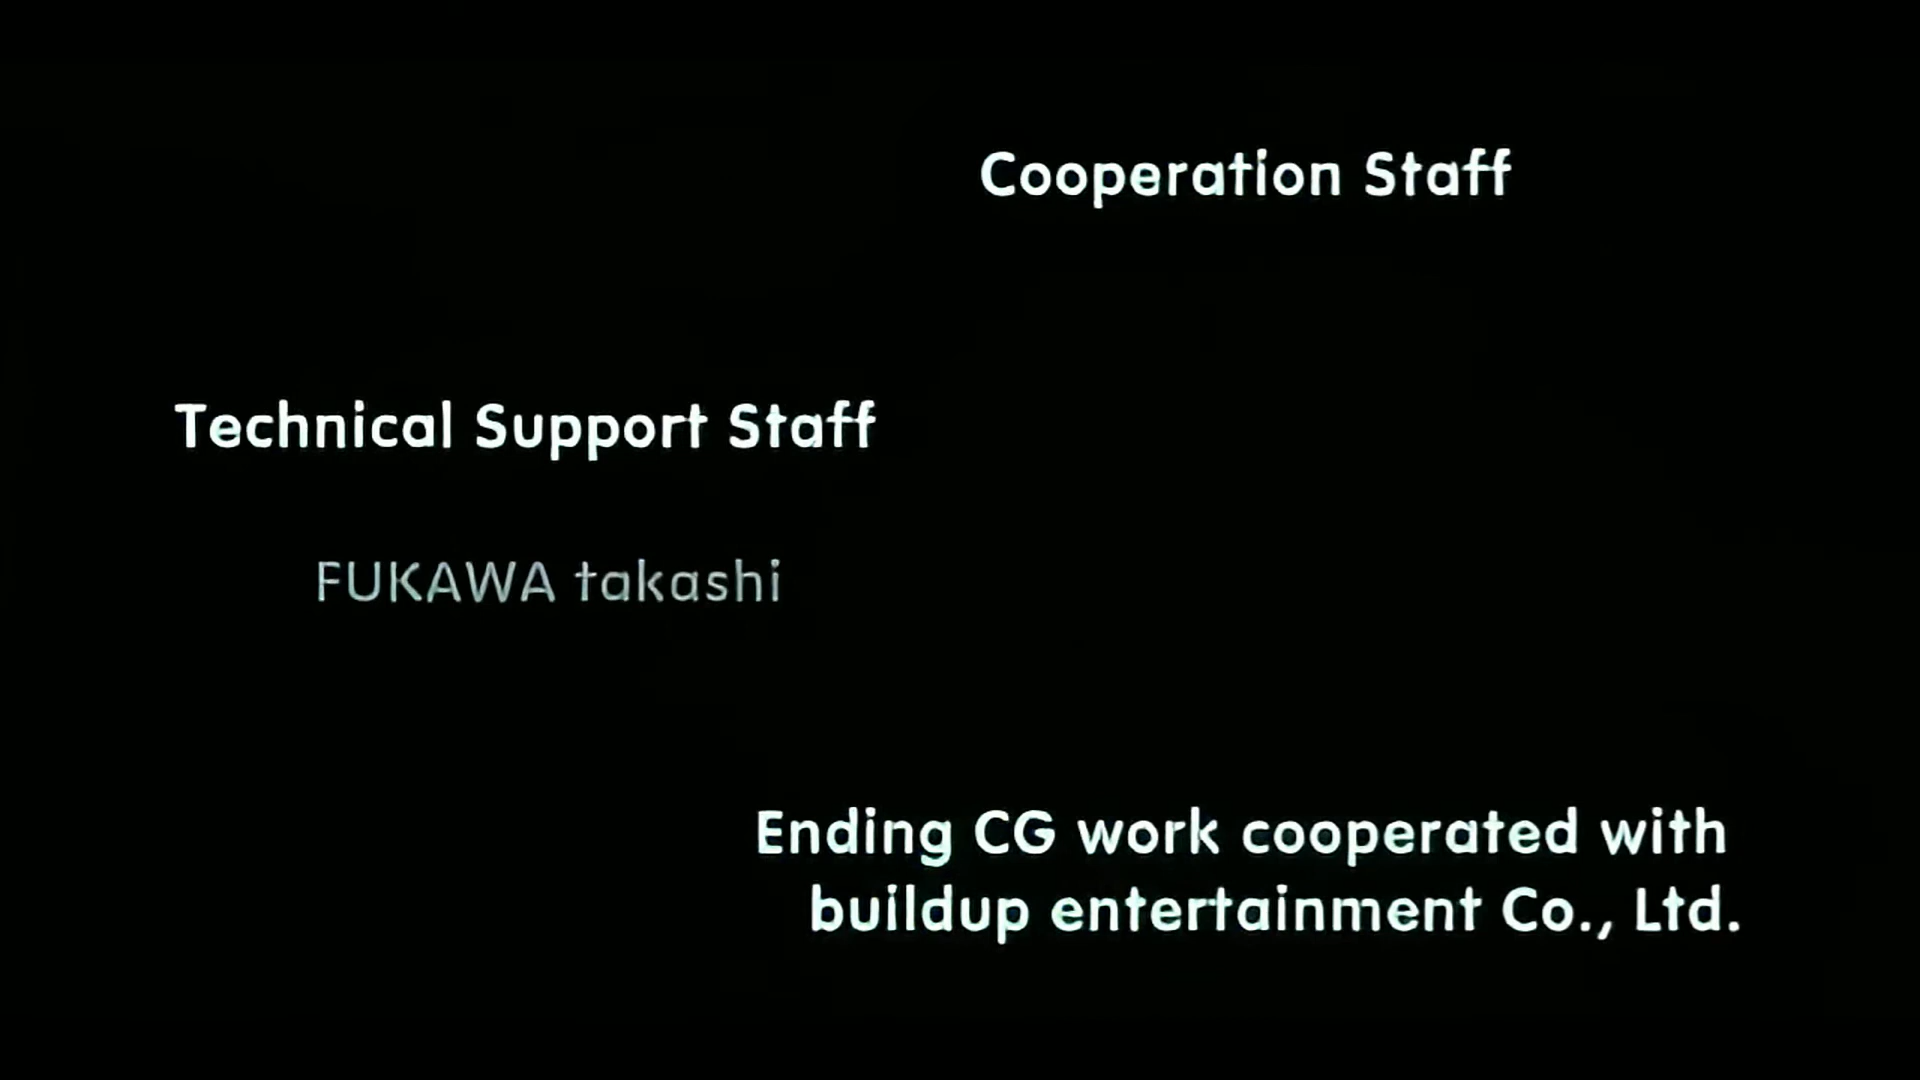 Cooperation Staff
Technical Support Staff
FUKAWA takashi
Ending CG work cooperated with
buildup entertainment Co., Ltd.